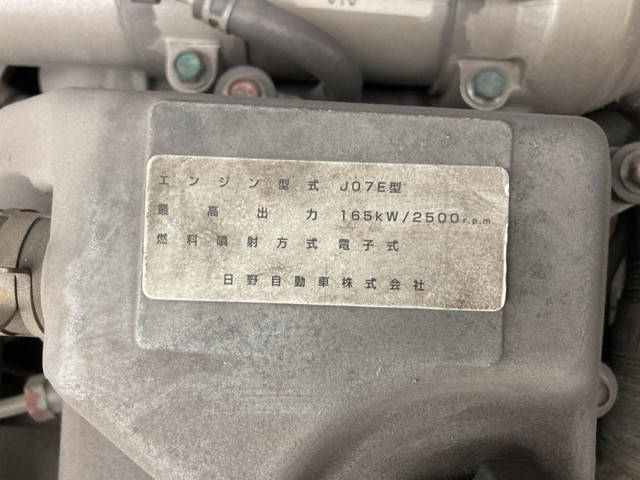 エンジン型式 J07E型
最高出力 165kW/2500r.p.m.
燃料噴射方式 電子式
日野自動車株式会社